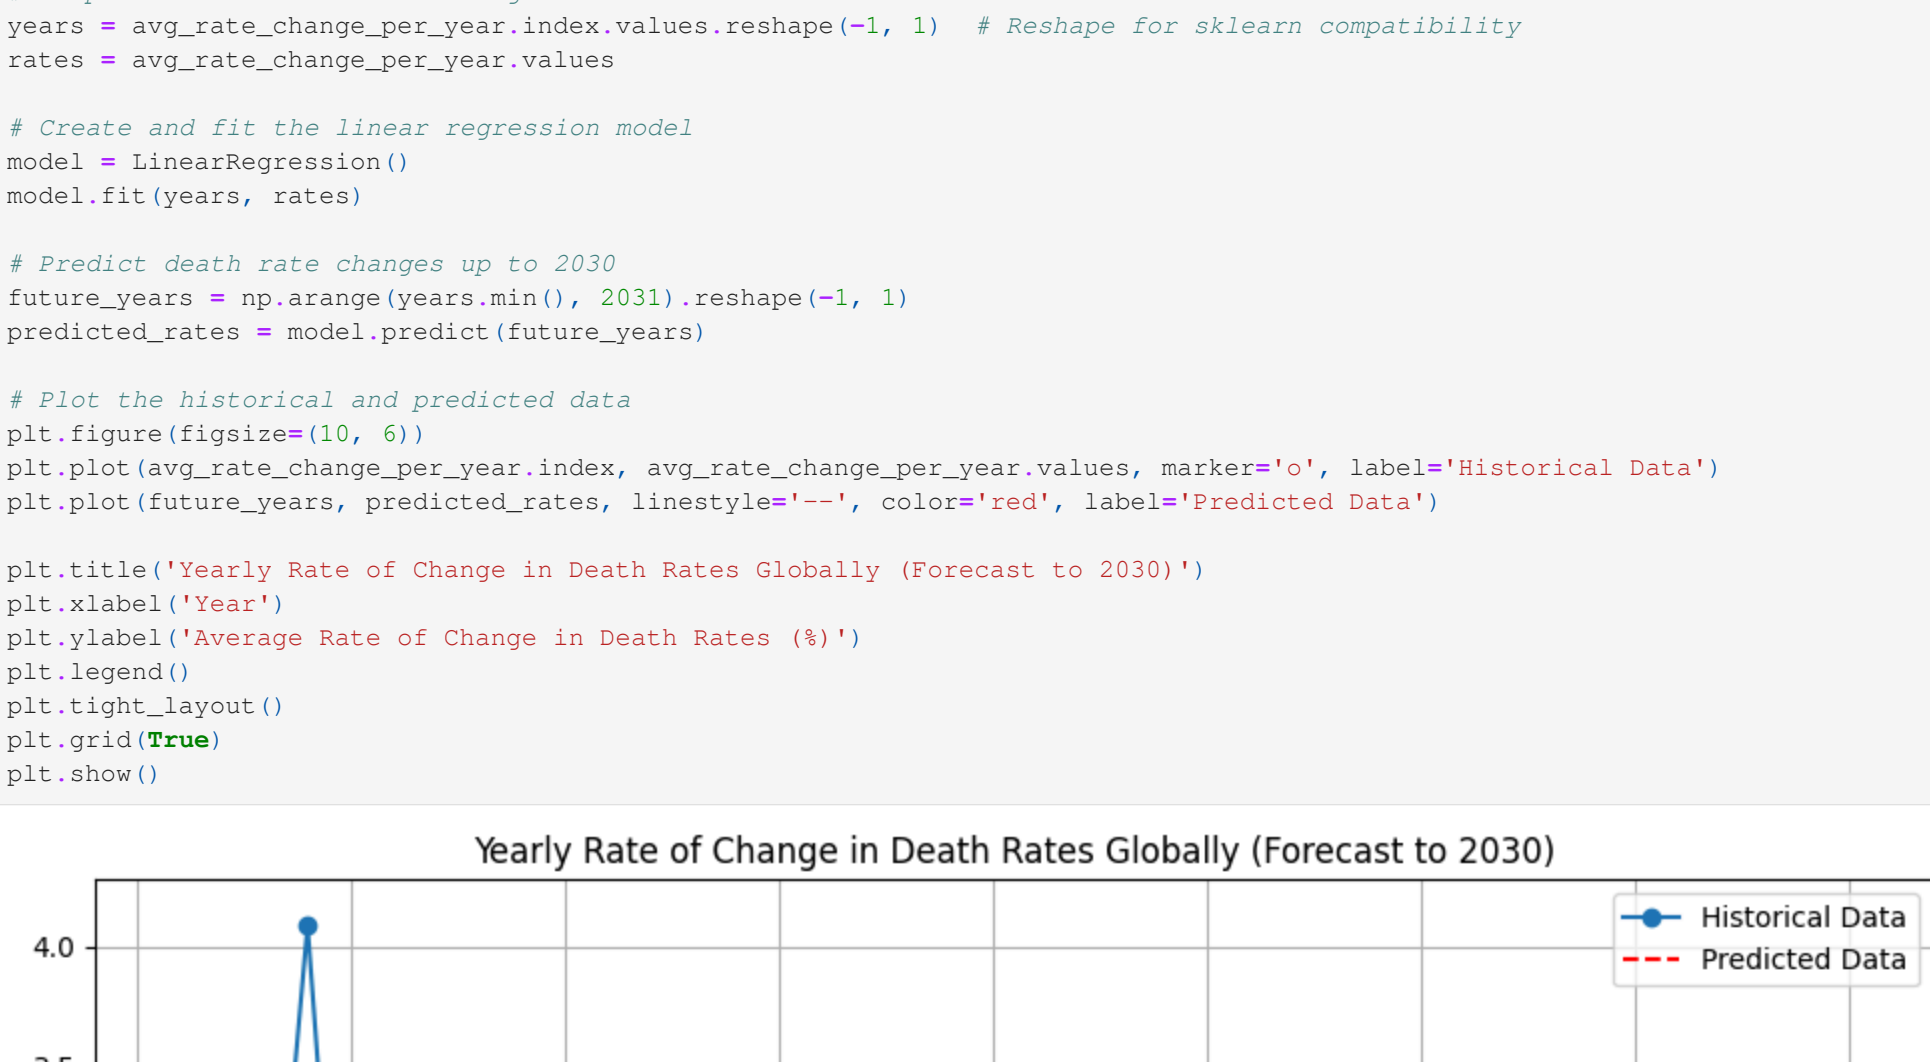 years = avg_rate_change_per_year.index.values.reshape(-1, 1)  # Reshape for sklearn compatibility
rates = avg_rate_change_per_year.values

# Create and fit the linear regression model
model = LinearRegression()
model.fit(years, rates)

# Predict death rate changes up to 2030
future_years = np.arange(years.min(), 2031).reshape(-1, 1)
predicted_rates = model.predict(future_years)

# Plot the historical and predicted data
plt.figure(figsize=(10, 6))
plt.plot(avg_rate_change_per_year.index, avg_rate_change_per_year.values, marker='o', label='Historical Data')
plt.plot(future_years, predicted_rates, linestyle='--', color='red', label='Predicted Data')

plt.title('Yearly Rate of Change in Death Rates Globally (Forecast to 2030)')
plt.xlabel('Year')
plt.ylabel('Average Rate of Change in Death Rates (%)')
plt.legend()
plt.tight_layout()
plt.grid(True)
plt.show()

Yearly Rate of Change in Death Rates Globally (Forecast to 2030)
Historical Data
4.0
Predicted Data